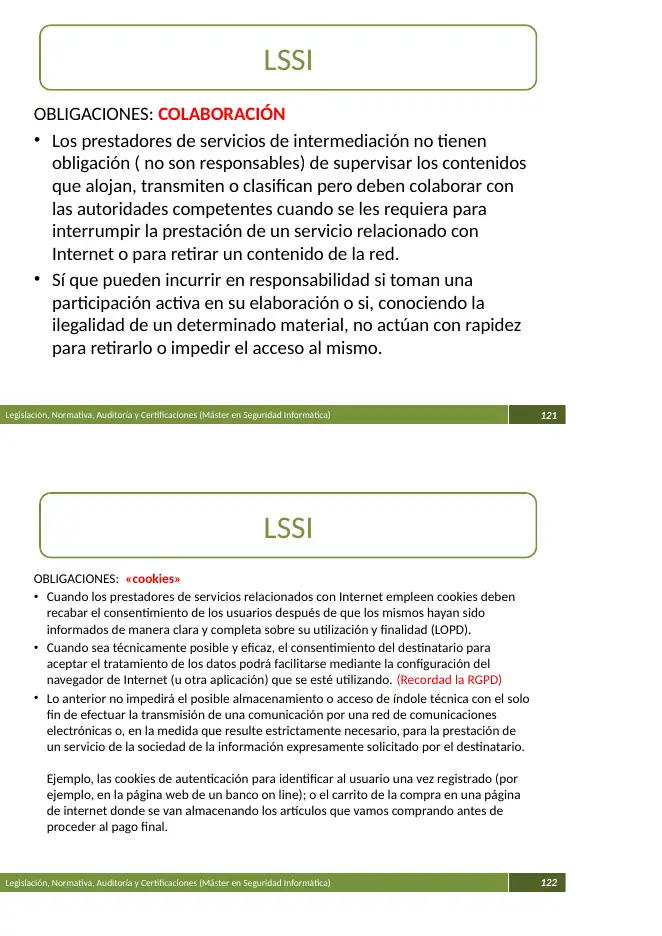 LSSI
OBLIGACIONES: COLABORACIÓN
• Los prestadores de servicios de intermediación no tienen
obligación ( no son responsables) de supervisar los contenidos
que alojan, transmiten o clasifican pero deben colaborar con
las autoridades competentes cuando se les requiera para
interrumpir la prestación de un servicio relacionado con
Internet o para retirar un contenido de la red.
• Sí que pueden incurrir en responsabilidad si toman una
participación activa en su elaboración o si, conociendo la
ilegalidad de un determinado material, no actúan con rapidez
para retirarlo o impedir el acceso al mismo.
Legislación, Normativa, Auditoría y Certificaciones (Máster en Seguridad Informática) 121
LSSI
OBLIGACIONES: «cookies»
• Cuando los prestadores de servicios relacionados con Internet empleen cookies deben
recabar el consentimiento de los usuarios después de que los mismos hayan sido
informados de manera clara y completa sobre su utilización y finalidad (LOPD).
• Cuando sea técnicamente posible y eficaz, el consentimiento del destinatario para
aceptar el tratamiento de los datos podrá facilitarse mediante la configuración del
navegador de Internet (u otra aplicación) que se esté utilizando. (Recordad la RGPD)
• Lo anterior no impedirá el posible almacenamiento o acceso de índole técnica con el solo
fin de efectuar la transmisión de una comunicación por una red de comunicaciones
electrónicas o, en la medida que resulte estrictamente necesario, para la prestación de
un servicio de la sociedad de la información expresamente solicitado por el destinatario.
Ejemplo, las cookies de autenticación para identificar al usuario una vez registrado (por
ejemplo, en la página web de un banco on line); o el carrito de la compra en una página
de internet donde se van almacenando los artículos que vamos comprando antes de
proceder al pago final.
Legislación, Normativa, Auditoría y Certificaciones (Máster en Seguridad Informática) 122